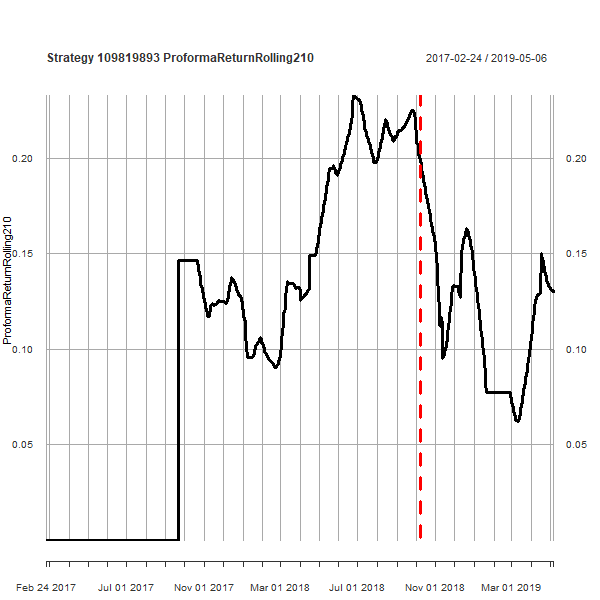 Strategy 109819893 ProformaReturnRolling210
2017-02-24 / 2019-05-06
0.20
0.20
0.15
0.15
ProformaReturnRolling210
0.10
0.10
0.05
0.05
Feb 24 2017
Jul 01 2017
Nov 01 2017
Mar 01 2018
Jul 01 2018
Nov 01 2018
Mar 01 2019